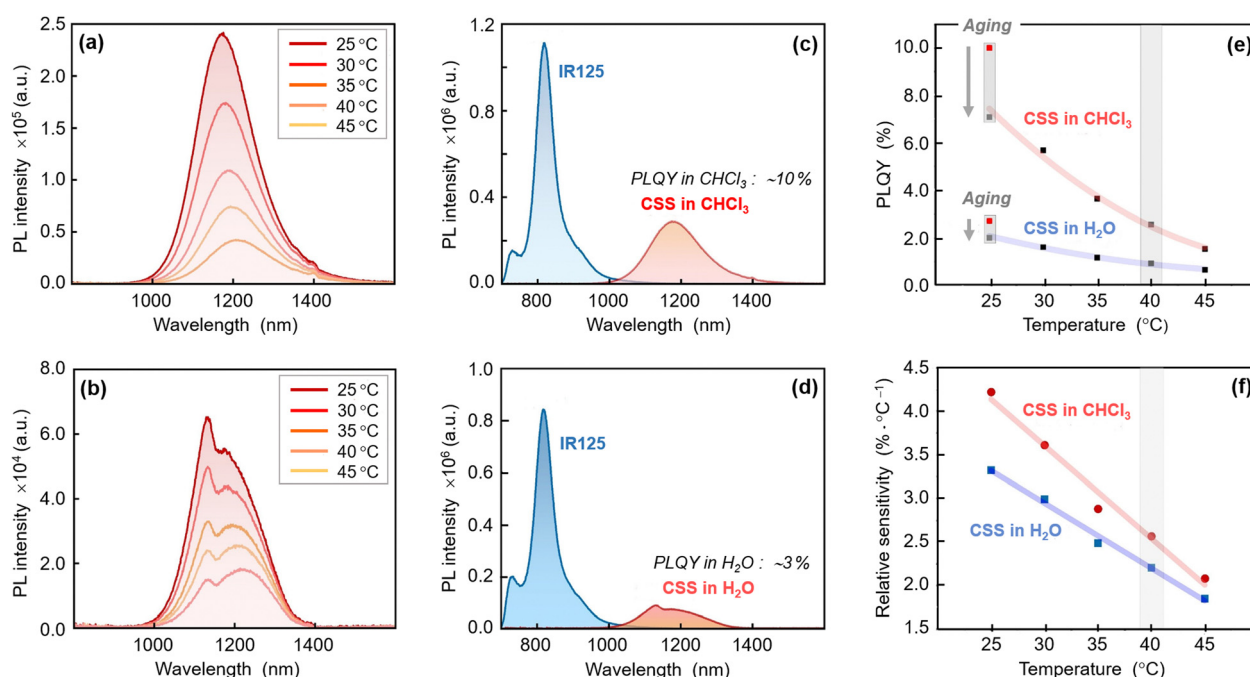 (a)
PL intensity ×10⁵ (a.u.)
2.5
2.0
1.5
1.0
0.5
0.0
25 °C
30 °C
35 °C
40 °C
45 °C
1000
1200
1400
Wavelength (nm)
(c)
PL intensity ×10⁶ (a.u.)
1.2
0.9
0.6
0.4
0.0
IR125
PLQY in CHCl₃ : ~10%
CSS in CHCl₃
800
1000
1200
1400
Wavelength (nm)
(e)
PLQY (%)
10.0
8.0
6.0
4.0
2.0
0.0
Aging
CSS in CHCl₃
Aging
CSS in H₂O
25
30
35
40
45
Temperature (°C)
(b)
PL intensity ×10⁴ (a.u.)
8.0
6.0
4.0
2.0
0.0
25 °C
30 °C
35 °C
40 °C
45 °C
1000
1200
1400
Wavelength (nm)
(d)
PL intensity ×10⁶ (a.u.)
1.0
0.8
0.6
0.4
0.2
0.0
IR125
PLQY in H₂O : ~3%
CSS in H₂O
800
1000
1200
1400
Wavelength (nm)
(f)
Relative sensitivity (% · °C⁻¹)
4.5
4.0
3.5
3.0
2.5
2.0
1.5
CSS in CHCl₃
CSS in H₂O
25
30
35
40
45
Temperature (°C)